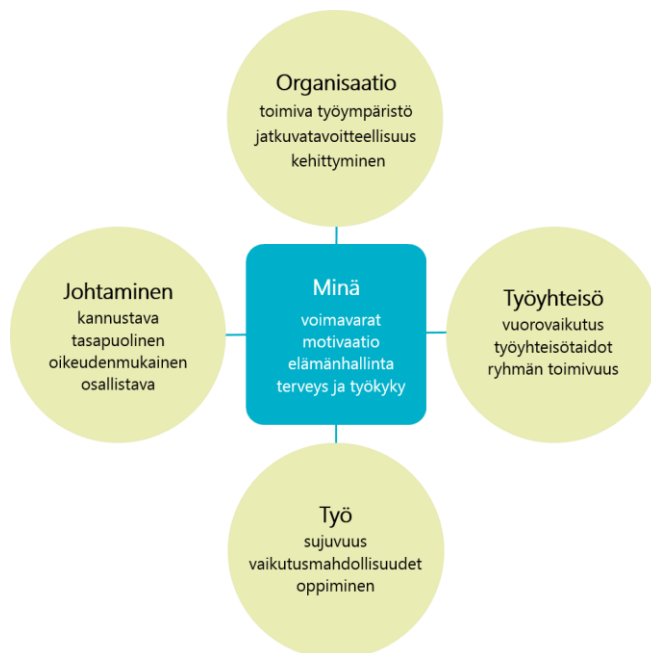 Organisaatio
toimiva työympäristö
jatkuvatavoitteellisuus
kehittyminen
Johtaminen
kannustava
tasapuolinen
oikeudenmukainen
osallistava
Minä
voimavarat
motivaatio
elämänhallinta
terveys ja työkyky
Työyhteisö
vuorovaikutus
työyhteisötaidot
ryhmän toimivuus
Työ
sujuvuus
vaikutusmahdollisuudet
oppiminen